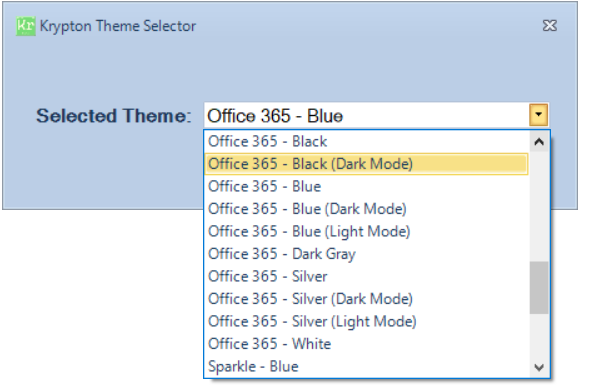 Kr Krypton Theme Selector
Selected Theme: Office 365 - Blue
Office 365 - Black
Office 365 - Black (Dark Mode)
Office 365 - Blue
Office 365 - Blue (Dark Mode)
Office 365 - Blue (Light Mode)
Office 365 - Dark Gray
Office 365 - Silver
Office 365 - Silver (Dark Mode)
Office 365 - Silver (Light Mode)
Office 365 - White
Sparkle - Blue